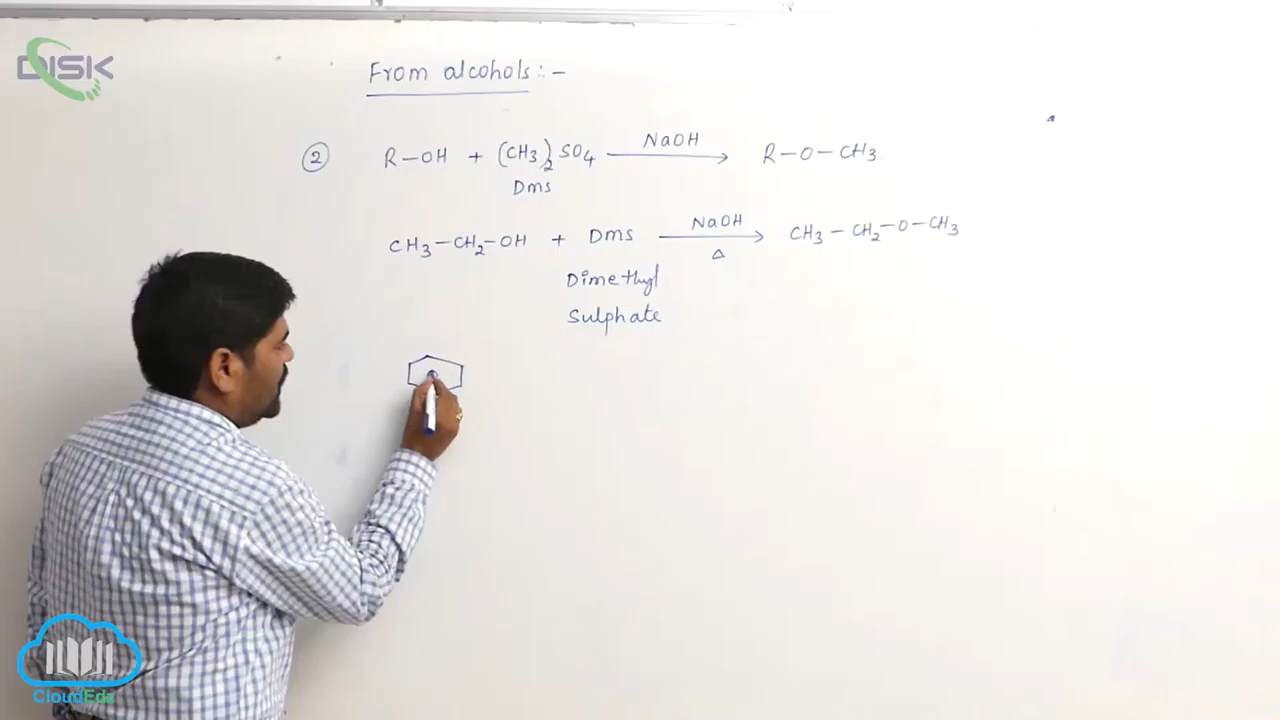 DISK
From alcohols :-
② R-OH + (CH3)2 SO4 NaOH R-O-CH3.
Dms
CH3-CH2-OH + Dms NaOH Δ CH3-CH2-O-CH3
Dimethyl
Sulphate
CloudEdz